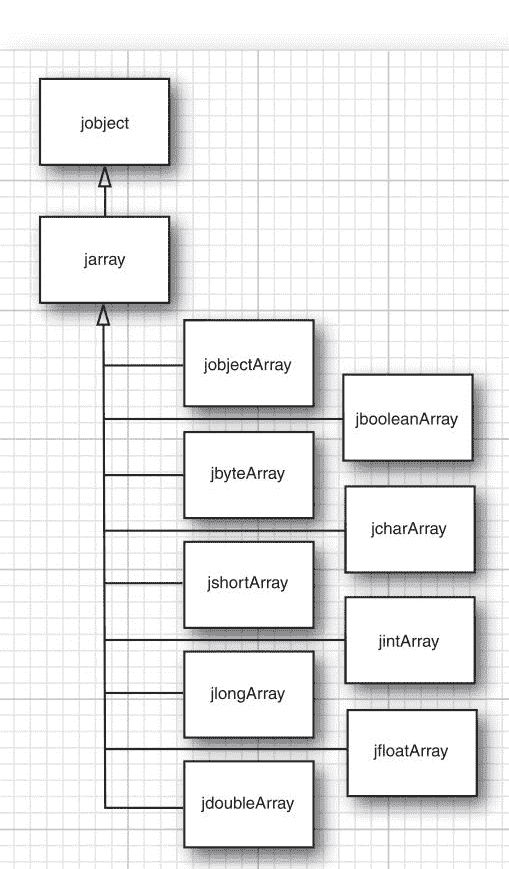 jobject
jarray
jobjectArray
jbooleanArray
jbyteArray
jcharArray
jshortArray
jintArray
jlongArray
jfloatArray
jdoubleArray